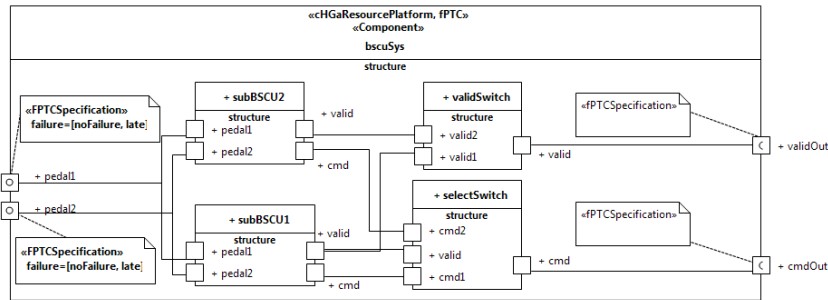 «cHGaResourcePlatform, fPTC»
«Component»
bscuSys
structure
«FPTCSpecification»
failure=[noFailure, late]
+ pedal1
+ pedal2
«FPTCSpecification»
failure=[noFailure, late]
+ subBSCU2
structure
+ pedal1
+ pedal2
+ valid
+ cmd
+ subBSCU1
structure
+ pedal1
+ pedal2
+ valid
+ cmd
+ validSwitch
structure
+ valid2
+ valid1
+ valid
+ selectSwitch
structure
+ cmd2
+ valid
+ cmd1
+ cmd
«fPTCSpecification»
+ validOut
«fPTCSpecification»
+ cmdOut